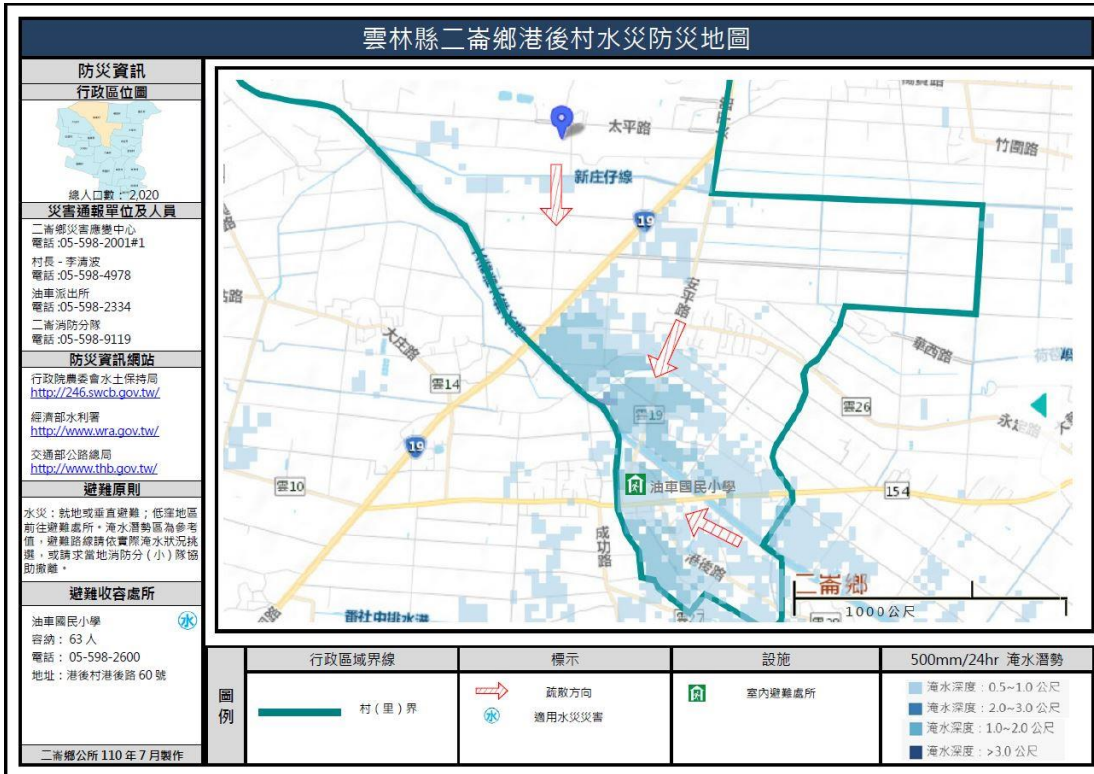 雲林縣二崙鄉港後村水災防災地圖
防災資訊
行政區位圖
總人口數：2,020
災害通報單位及人員
二崙鄉災害應變中心
電話:05-598-2001#1
村長 - 李清波
電話:05-598-4978
油車派出所
電話:05-598-2334
二崙消防分隊
電話:05-598-9119
防災資訊網站
行政院農委會水土保持局
http://246.swcb.gov.tw/
經濟部水利署
http://www.wra.gov.tw/
交通部公路總局
http://www.thb.gov.tw/
避難原則
水災：就地或垂直避難；低窪地區
前往避難處所。淹水潛勢區為參考
值，避難路線請依實際淹水狀況挑
選，或請求當地消防分（小）隊協
助撤離。
避難收容處所
油車國民小學
水
容納：63 人
電話： 05-598-2600
地址：港後村港後路 60 號
二崙鄉公所 110 年 7 月製作
太平路
竹圍路
新庄仔線
19
安平路
大庄路
華西路
雲14
雲26
雲19
19
油車國民小學
雲10
154
成功路
港後路
二崙鄉
1000公尺
圖例
行政區域界線
標示
設施
500mm/24hr 淹水潛勢
村（里）界
疏散方向
水
適用水災災害
室內避難處所
淹水深度：0.5~1.0 公尺
淹水深度：2.0~3.0 公尺
淹水深度：1.0~2.0 公尺
淹水深度：>3.0 公尺